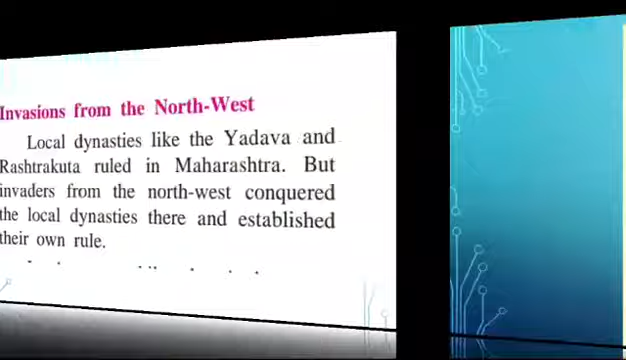 Invasions from the North-West
Local dynasties like the Yadava and
Rashtrakuta ruled in Maharashtra. But
invaders from the north-west conquered
the local dynasties there and established
their own rule.